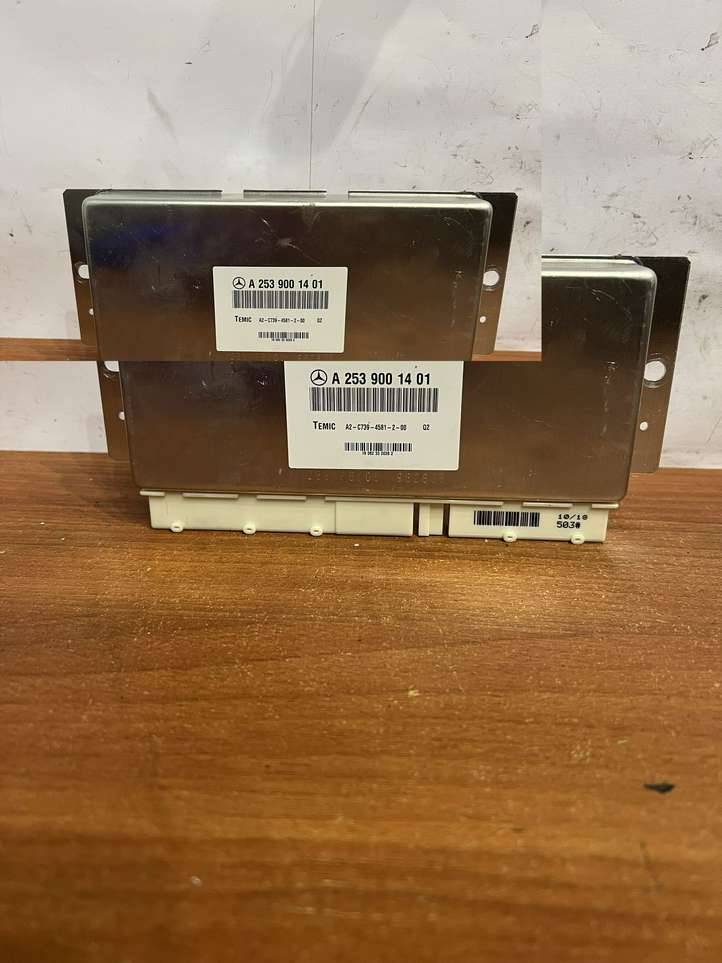 A 253 900 14 01
TEMIC A2-C739-4581-2-00 Q2
A 253 900 14 01
TEMIC A2-C739-4581-2-00 Q2
10/18
503#